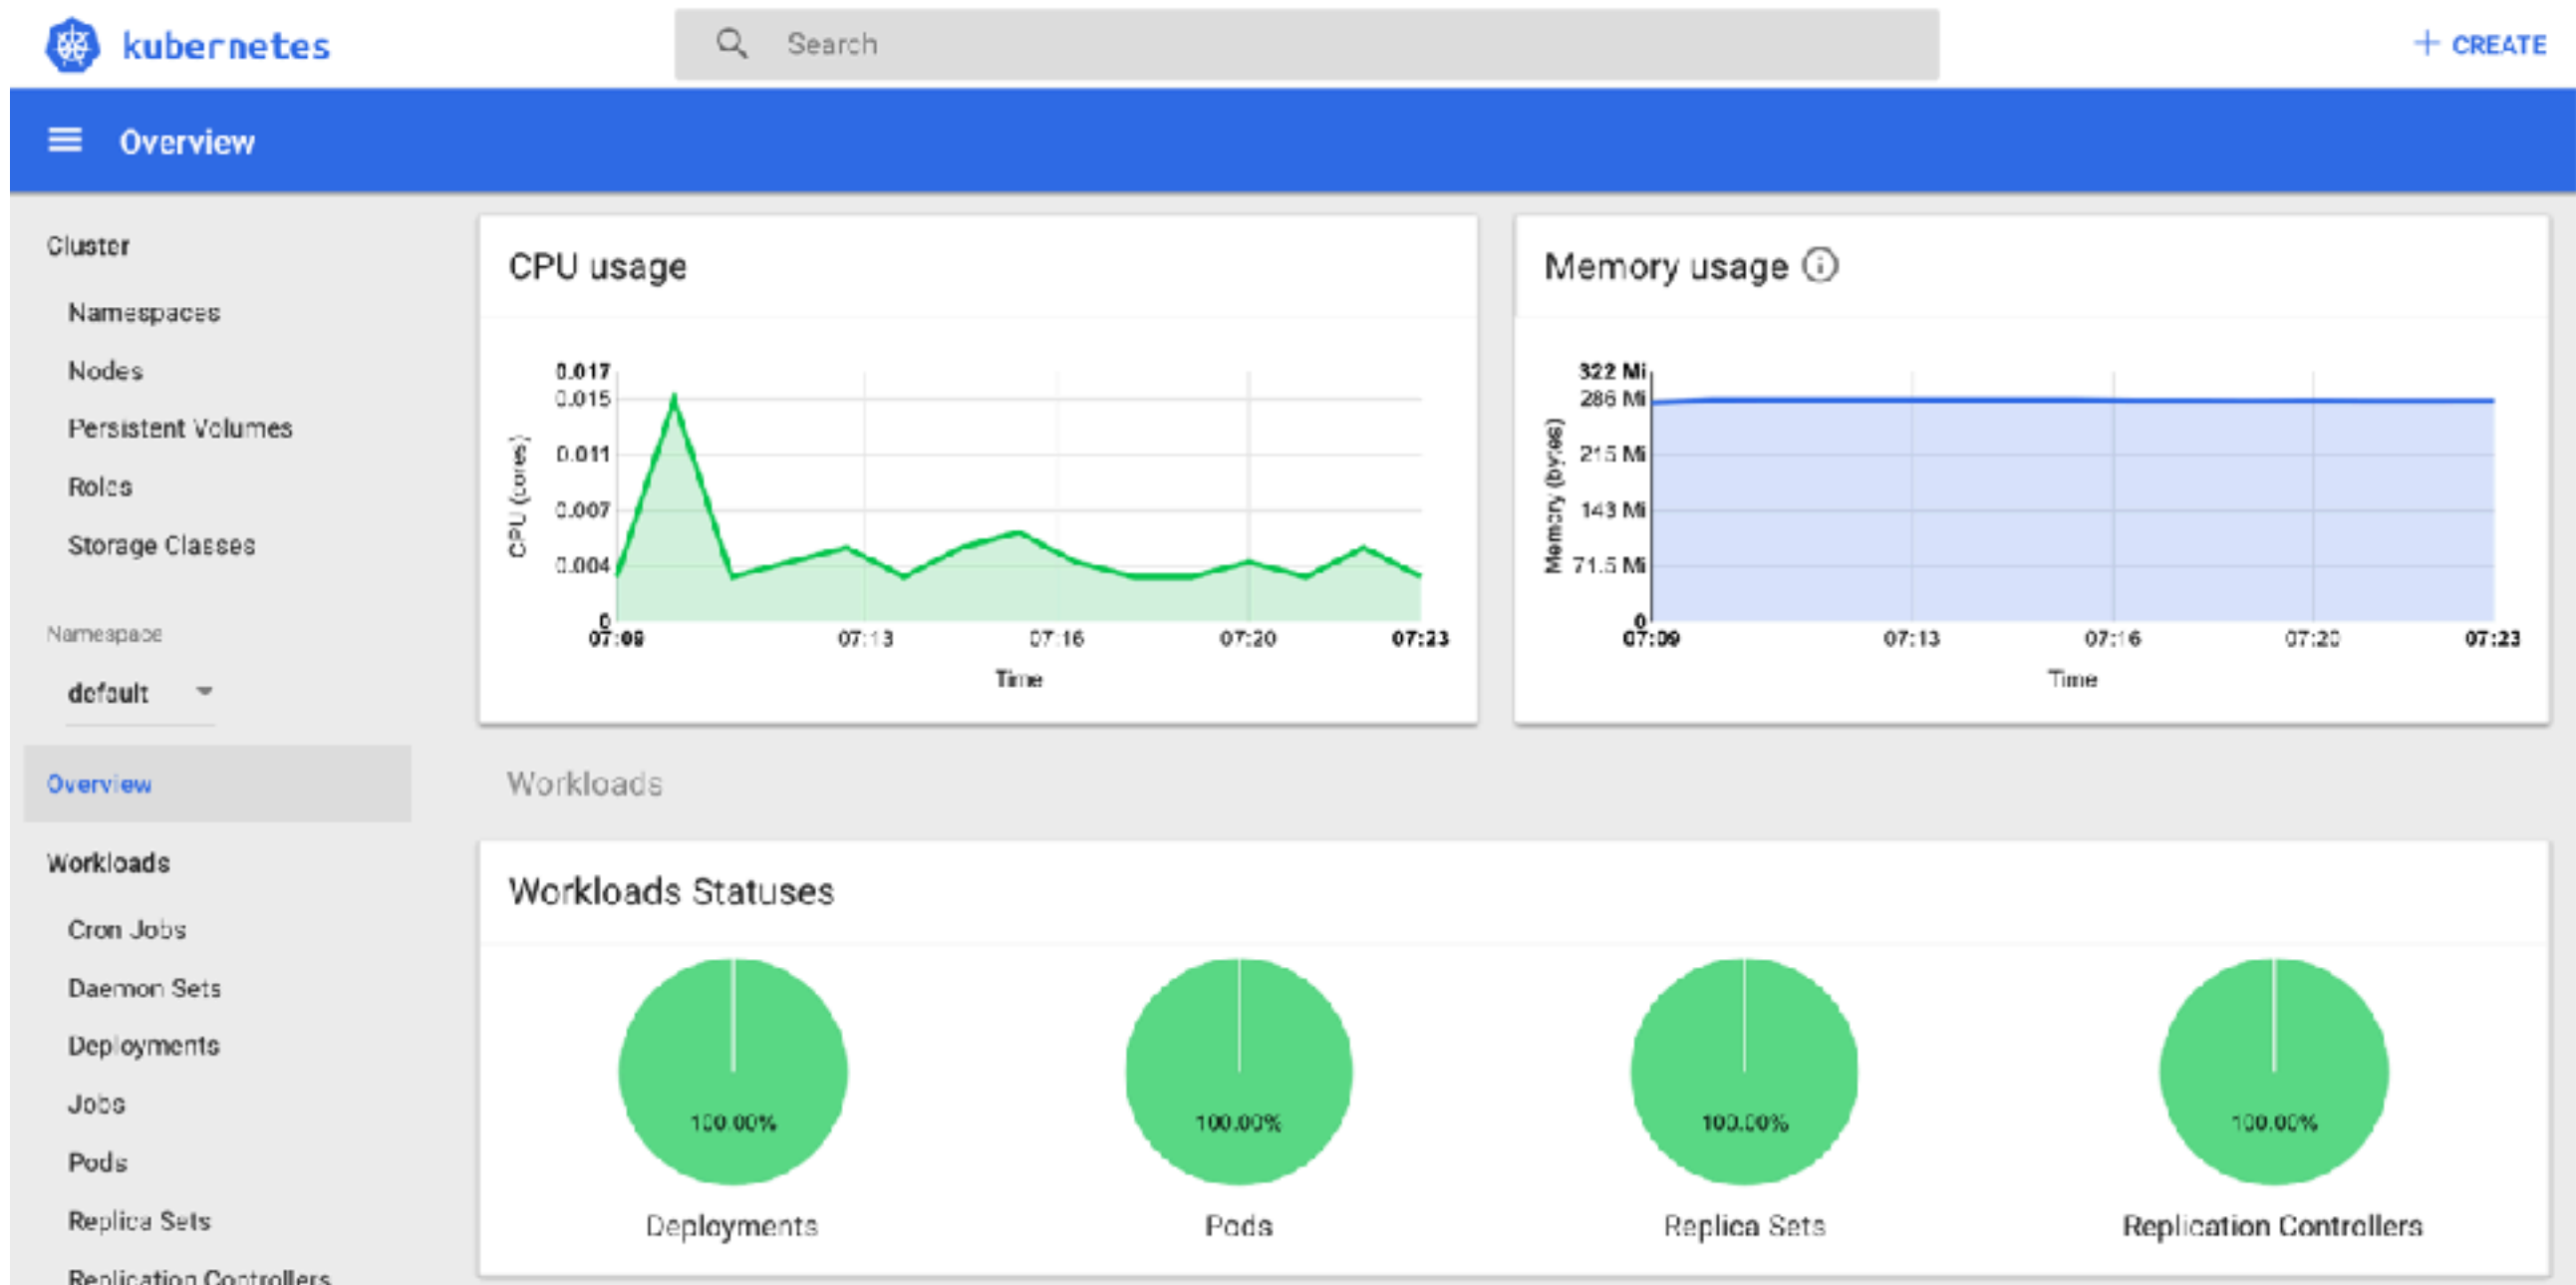 kubernetes
Search
+ CREATE
Overview
Cluster
Namespaces
Nodes
Persistent Volumes
Roles
Storage Classes
Namespace
default
Overview
Workloads
Cron Jobs
Daemon Sets
Deployments
Jobs
Pods
Replica Sets
Replication Controllers
CPU usage
CPU (cores)
0.017
0.015
0.011
0.007
0.004
0
07:09
07:13
07:16
07:20
07:23
Time
Memory usage
Memory (bytes)
322 Mi
286 Mi
215 Mi
143 Mi
71.5 Mi
0
07:09
07:13
07:16
07:20
07:23
Time
Workloads
Workloads Statuses
100.00%
Deployments
100.00%
Pods
100.00%
Replica Sets
100.00%
Replication Controllers